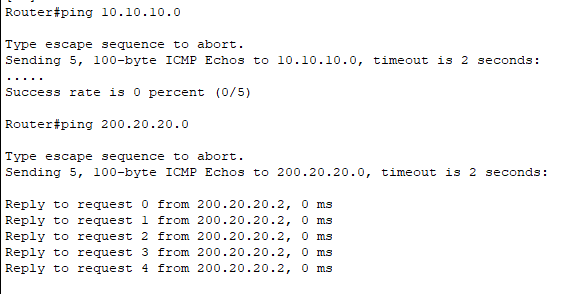 Router#ping 10.10.10.0
Type escape sequence to abort.
Sending 5, 100-byte ICMP Echos to 10.10.10.0, timeout is 2 seconds:
.....
Success rate is 0 percent (0/5)
Router#ping 200.20.20.0
Type escape sequence to abort.
Sending 5, 100-byte ICMP Echos to 200.20.20.0, timeout is 2 seconds:
Reply to request 0 from 200.20.20.2, 0 ms
Reply to request 1 from 200.20.20.2, 0 ms
Reply to request 2 from 200.20.20.2, 0 ms
Reply to request 3 from 200.20.20.2, 0 ms
Reply to request 4 from 200.20.20.2, 0 ms